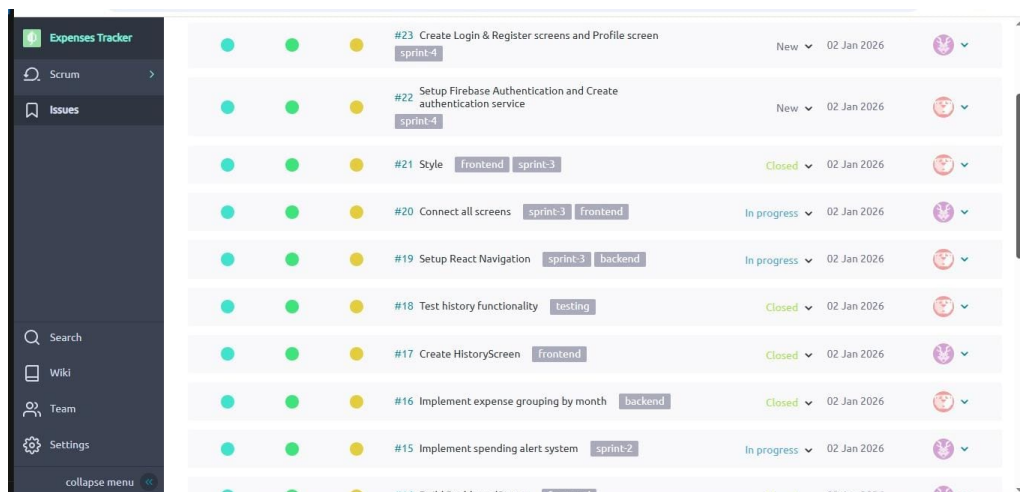 Expenses Tracker
Scrum
Issues
Search
Wiki
Team
Settings
collapse menu
#23 Create Login & Register screens and Profile screen
sprint-4
New 02 Jan 2026
#22 Setup Firebase Authentication and Create
authentication service
sprint-4
New 02 Jan 2026
#21 Style frontend sprint-3 Closed 02 Jan 2026
#20 Connect all screens sprint-3 frontend In progress 02 Jan 2026
#19 Setup React Navigation sprint-3 backend In progress 02 Jan 2026
#18 Test history functionality testing Closed 02 Jan 2026
#17 Create HistoryScreen frontend Closed 02 Jan 2026
#16 Implement expense grouping by month backend Closed 02 Jan 2026
#15 Implement spending alert system sprint-2 In progress 02 Jan 2026